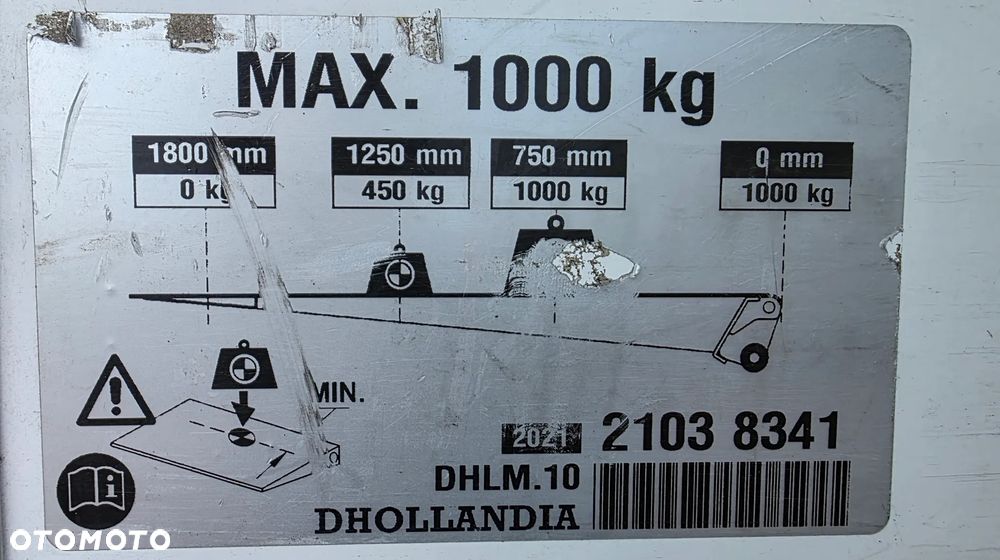 MAX. 1000 kg
1800 mm 1250 mm 750 mm 0 mm
0 kg 450 kg 1000 kg 1000 kg
MIN.
2021 2103 8341
DHLM.10
DHOLLANDIA
OTOMOTO